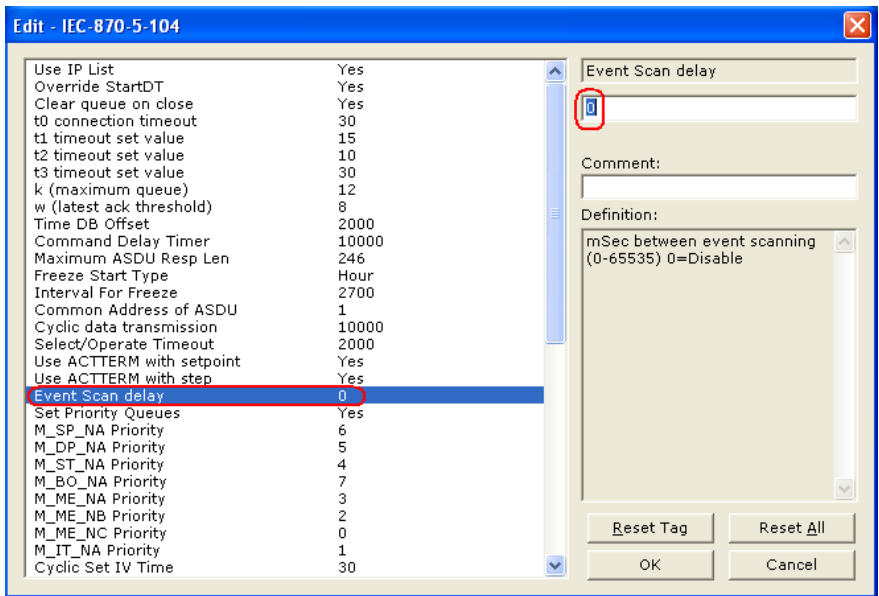 Edit - IEC-870-5-104
Use IP List Yes
Override StartDT Yes
Clear queue on close Yes
t0 connection timeout 30
t1 timeout set value 15
t2 timeout set value 10
t3 timeout set value 30
k (maximum queue) 12
w (latest ack threshold) 8
Time DB Offset 2000
Command Delay Timer 10000
Maximum ASDU Resp Len 246
Freeze Start Type Hour
Interval For Freeze 2700
Common Address of ASDU 1
Cyclic data transmission 10000
Select/Operate Timeout 2000
Use ACTTERM with setpoint Yes
Use ACTTERM with step Yes
Event Scan delay 0
Set Priority Queues Yes
M_SP_NA Priority 6
M_DP_NA Priority 5
M_ST_NA Priority 4
M_BO_NA Priority 7
M_ME_NA Priority 3
M_ME_NB Priority 2
M_ME_NC Priority 0
M_IT_NA Priority 1
Cyclic Set IV Time 30
Event Scan delay
0
Comment:
Definition:
mSec between event scanning
(0-65535) 0=Disable
Reset Tag Reset All
OK Cancel